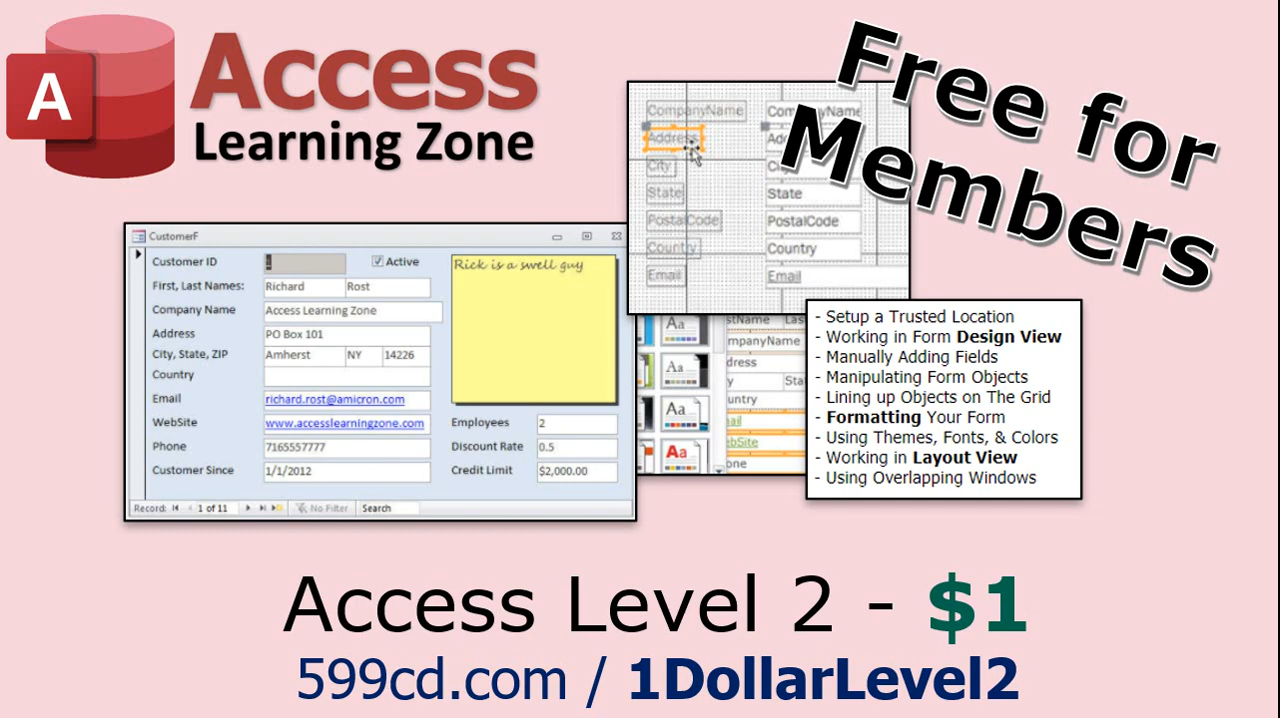 A
Access
Learning Zone
Free for
Members
CompanyName CompanyName
Address
City
State State
PostalCode PostalCode
Country Country
Email Email
CustomerF
Customer ID Active
First, Last Names: Richard Rost
Company Name Access Learning Zone
Address PO Box 101
City, State, ZIP Amherst NY 14226
Country
Email richard.rost@amicron.com
WebSite www.accesslearningzone.com
Phone 7165557777
Customer Since 1/1/2012
Rick is a swell guy
Employees 2
Discount Rate 0.5
Credit Limit $2,000.00
Record: 1 of 11 No Filter Search
Aa
Aa
Aa
Aa
- Setup a Trusted Location
- Working in Form Design View
- Manually Adding Fields
- Manipulating Form Objects
- Lining up Objects on The Grid
- Formatting Your Form
- Using Themes, Fonts, & Colors
- Working in Layout View
- Using Overlapping Windows
Access Level 2 - $1
599cd.com / 1DollarLevel2